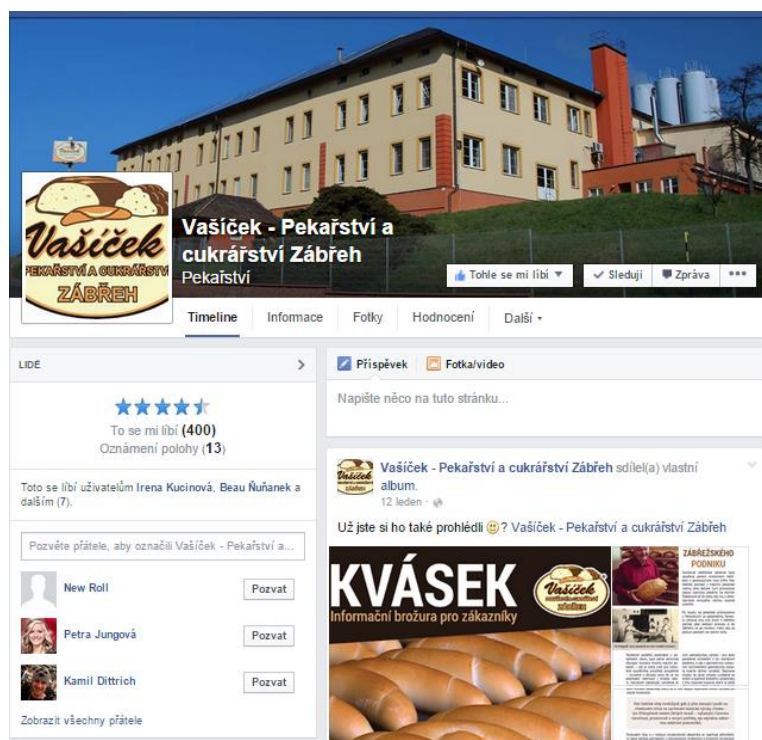 Vašíček
PEKAŘSTVÍ A CUKRÁŘSTVÍ
ZÁBŘEH
Vašíček - Pekařství a
cukrářství Zábřeh
Pekařství
Tohle se mi líbí
Sleduji
Zpráva
Timeline
Informace
Fotky
Hodnocení
Další
LIDÉ
To se mi líbí (400)
Oznámení polohy (13)
Toto se líbí uživatelům Irena Kucinová, Beau Ňuňanek a
dalším (7).
Pozvěte přátele, aby označili Vašíček - Pekařství a...
New Roll
Pozvat
Petra Jungová
Pozvat
Kamil Dittrich
Pozvat
Zobrazit všechny přátele
Příspěvek
Fotka/video
Napište něco na tuto stránku...
Vašíček - Pekařství a cukrářství Zábřeh sdílel(a) vlastní
album.
12 leden
Už jste si ho také prohlédli ? Vašíček - Pekařství a cukrářství Zábřeh
KVÁSEK
Informační brožura pro zákazníky
Vašíček
ZÁBŘEH
ZÁBŘEŽSKÉHO
PODNIKU